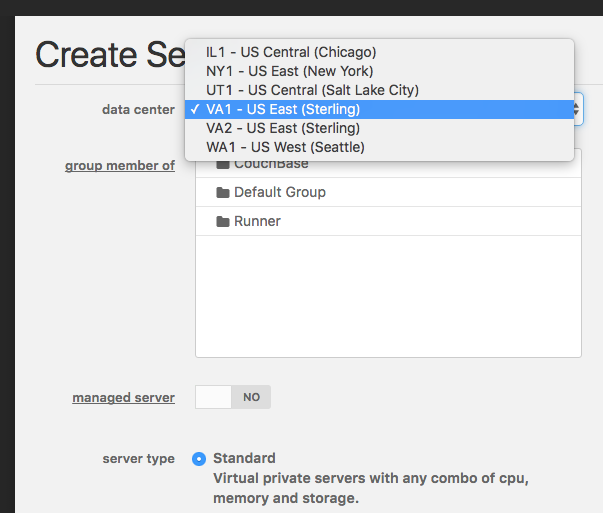 Create Se
IL1 - US Central (Chicago)
NY1 - US East (New York)
UT1 - US Central (Salt Lake City)
data center ✓ VA1 - US East (Sterling)
VA2 - US East (Sterling)
WA1 - US West (Seattle)
group member of CouchBase
Default Group
Runner
managed server NO
server type Standard
Virtual private servers with any combo of cpu,
memory and storage.